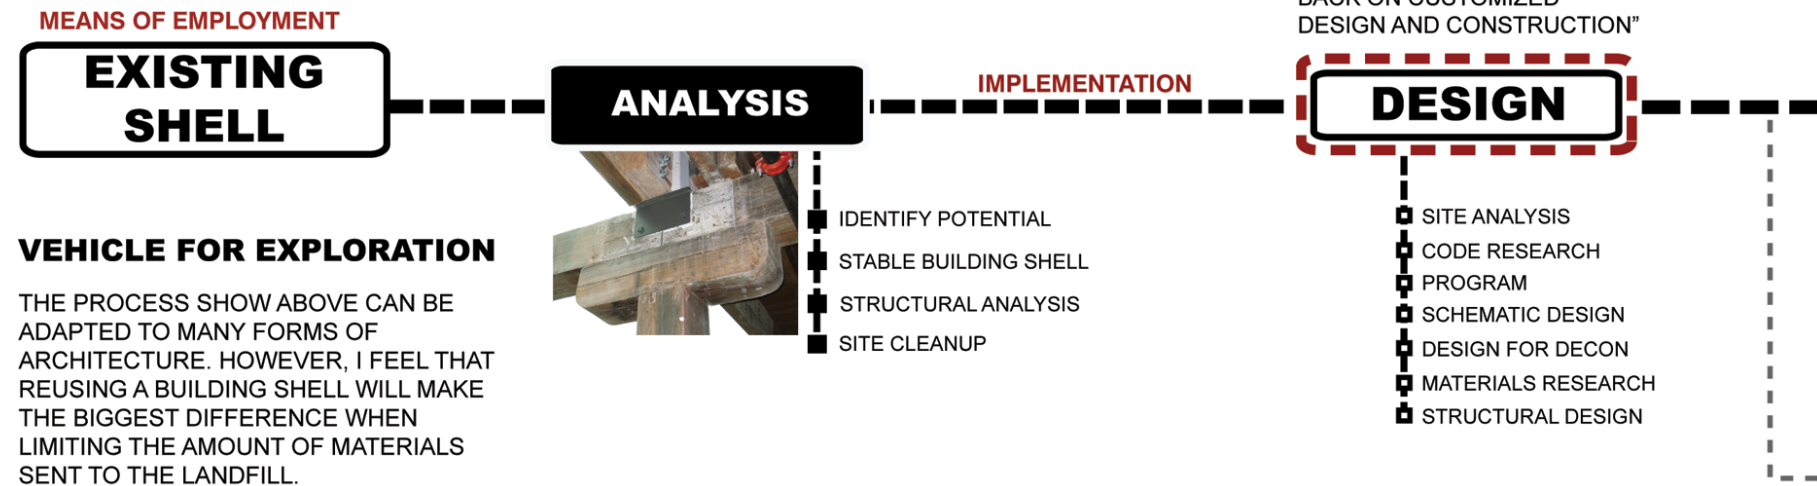 MEANS OF EMPLOYMENT
EXISTING
SHELL
VEHICLE FOR EXPLORATION
THE PROCESS SHOW ABOVE CAN BE
ADAPTED TO MANY FORMS OF
ARCHITECTURE. HOWEVER, I FEEL THAT
REUSING A BUILDING SHELL WILL MAKE
THE BIGGEST DIFFERENCE WHEN
LIMITING THE AMOUNT OF MATERIALS
SENT TO THE LANDFILL.
ANALYSIS
IDENTIFY POTENTIAL
STABLE BUILDING SHELL
STRUCTURAL ANALYSIS
SITE CLEANUP
IMPLEMENTATION
BACK ON CUSTOMIZED
DESIGN AND CONSTRUCTION”
DESIGN
SITE ANALYSIS
CODE RESEARCH
PROGRAM
SCHEMATIC DESIGN
DESIGN FOR DECON
MATERIALS RESEARCH
STRUCTURAL DESIGN